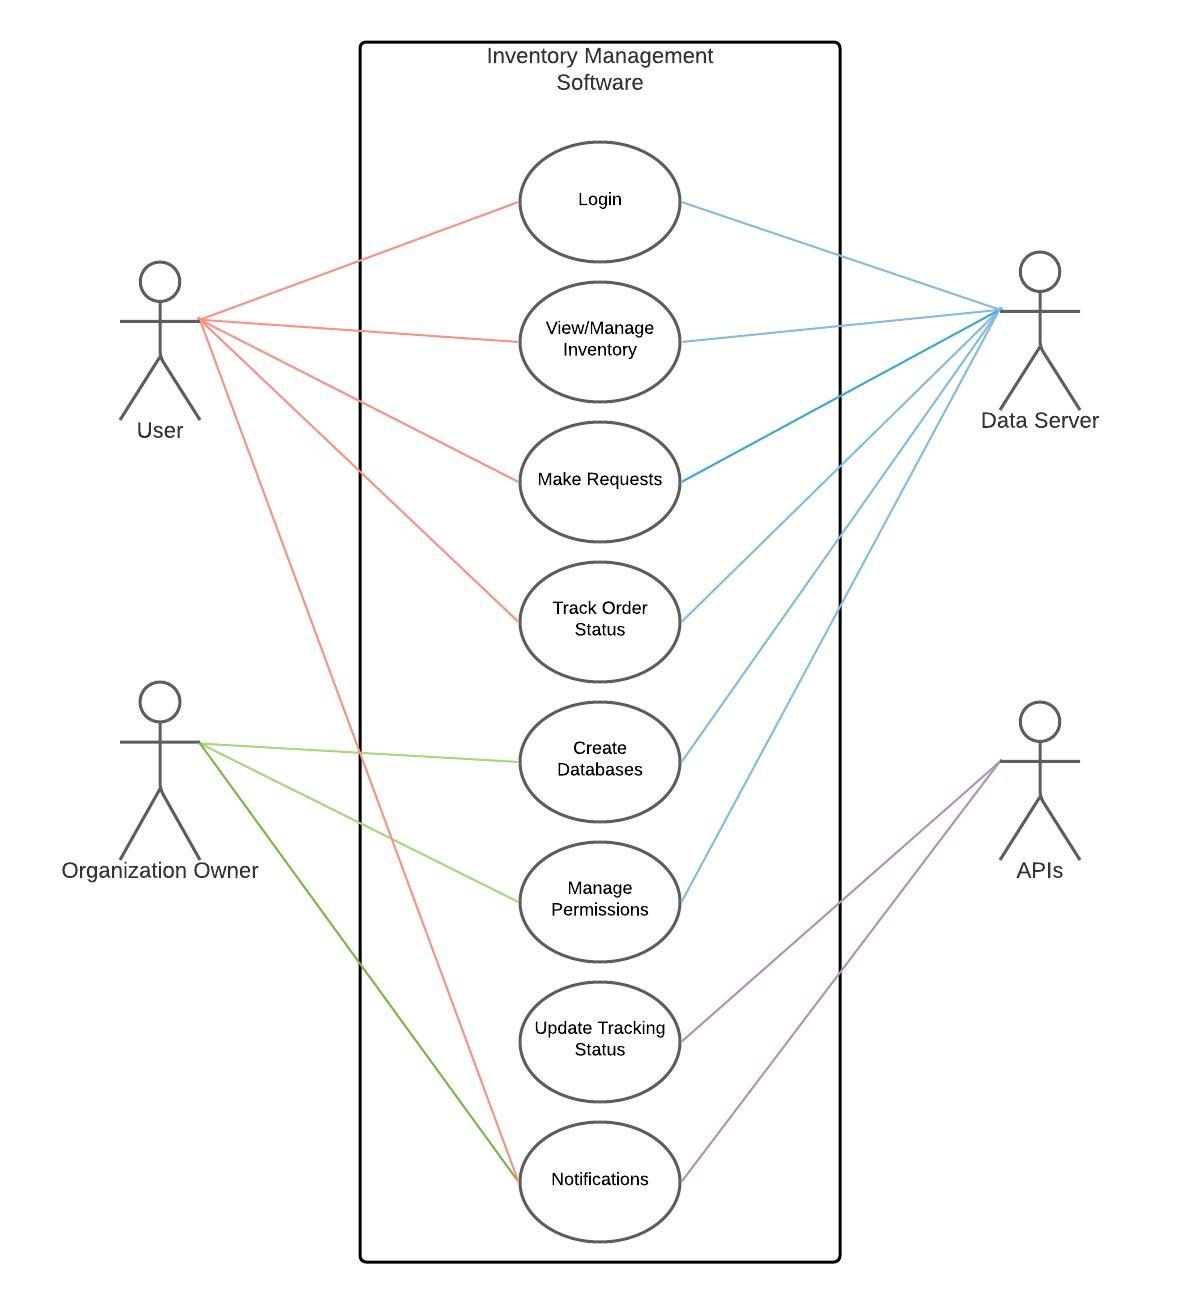 Inventory Management
Software
Login
View/Manage
Inventory
User
Data Server
Make Requests
Track Order
Status
Create
Databases
Organization Owner
APIs
Manage
Permissions
Update Tracking
Status
Notifications